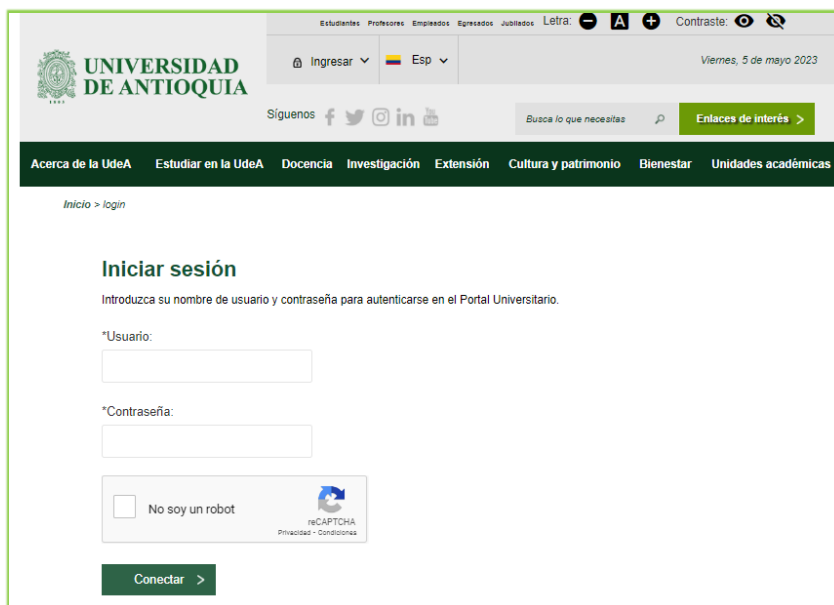 Estudiantes Profesores Empleados Egresados Jubilados Letra: A Contraste:
UNIVERSIDAD
DE ANTIOQUIA
1803
Ingresar Esp Viernes, 5 de mayo 2023
Síguenos Busca lo que necesitas Enlaces de interés >
Acerca de la UdeA Estudiar en la UdeA Docencia Investigación Extensión Cultura y patrimonio Bienestar Unidades académicas
Inicio > login
Iniciar sesión
Introduzca su nombre de usuario y contraseña para autenticarse en el Portal Universitario.
*Usuario:
*Contraseña:
No soy un robot
reCAPTCHA
Privacidad - Condiciones
Conectar >